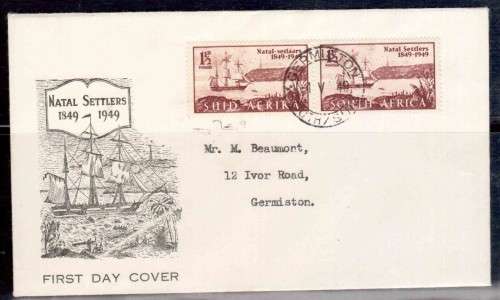 1½D
Natal-setlaars
1849-1949
SUID AFRIKA
1½D
Natal Settlers
1849-1949
SOUTH AFRICA
GERMISTON
NATAL SETTLERS
1849 1949
Mr. M. Beaumont,
12 Ivor Road,
Germiston.
FIRST DAY COVER